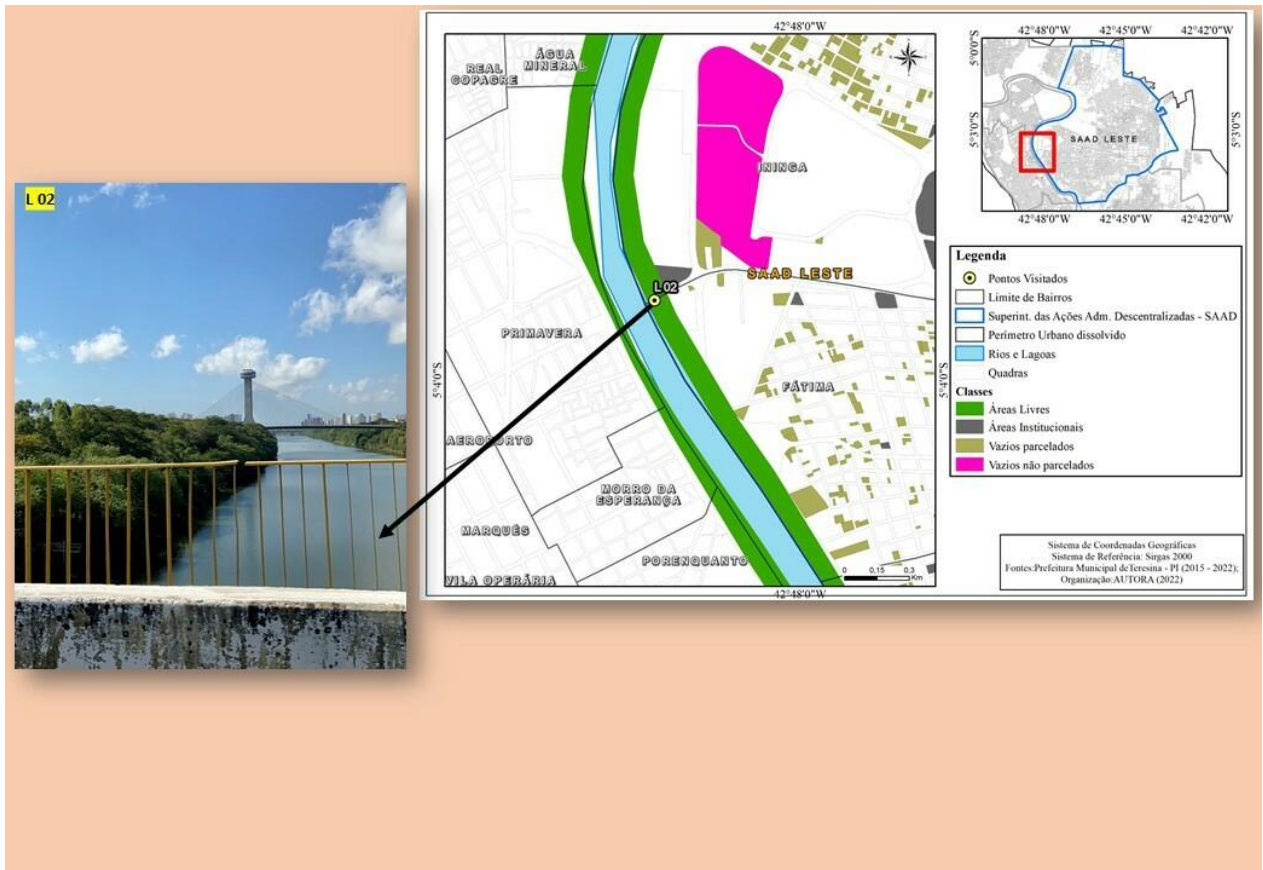 L 02
42°48'0"W
ÁGUA
MINERAL
REAL
COPAGRE
ININGA
SAAD LESTE
L 02
PRIMAVERA
FÁTIMA
AEROPORTO
MORRO DA
ESPERANÇA
MARQUÊS
PORENQUANTO
VILA OPERÁRIA
5°4'0"S
5°4'0"S
0 0,15 0,3
Km
42°48'0"W
42°48'0"W 42°45'0"W 42°42'0"W
5°0'0"S
5°3'0"S
SAAD LESTE
5°3'0"S
42°48'0"W 42°45'0"W 42°42'0"W
Legenda
Pontos Visitados
Limite de Bairros
Superint. das Ações Adm. Descentralizadas - SAAD
Perímetro Urbano dissolvido
Rios e Lagoas
Quadras
Classes
Áreas Livres
Áreas Institucionais
Vazios parcelados
Vazios não parcelados
Sistema de Coordenadas Geográficas
Sistema de Referência: Sirgas 2000
Fontes:Prefeitura Municipal deTeresina - PI (2015 - 2022);
Organização:AUTORA (2022)